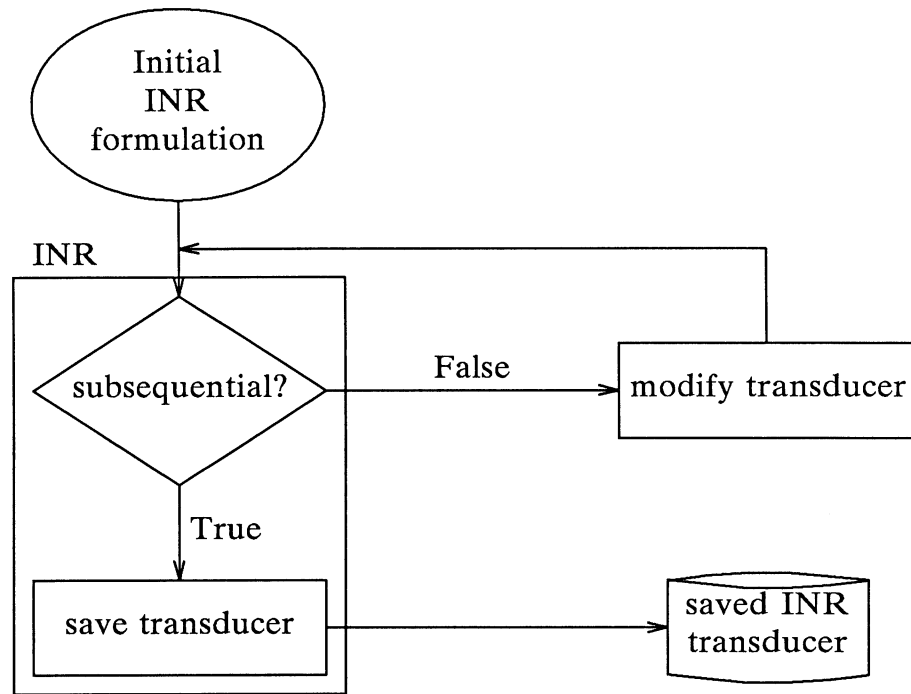 Initial
INR
formulation
INR
subsequential?
False
modify transducer
True
save transducer
saved INR
transducer